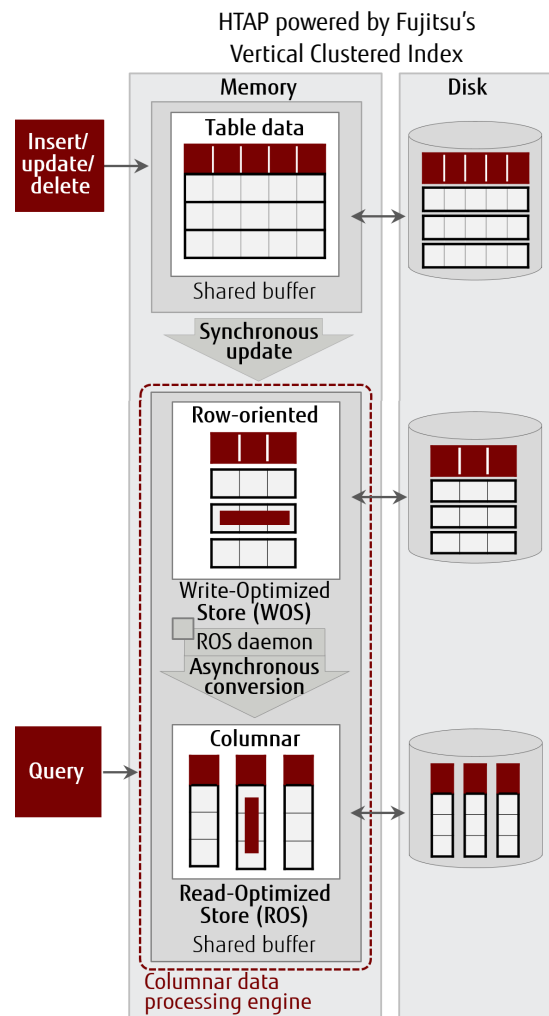 HTAP powered by Fujitsu's
Vertical Clustered Index
Memory
Disk
Insert/
update/
delete
Table data
Shared buffer
Synchronous
update
Row-oriented
Write-Optimized
Store (WOS)
ROS daemon
Asynchronous
conversion
Query
Columnar
Read-Optimized
Store (ROS)
Shared buffer
Columnar data
processing engine